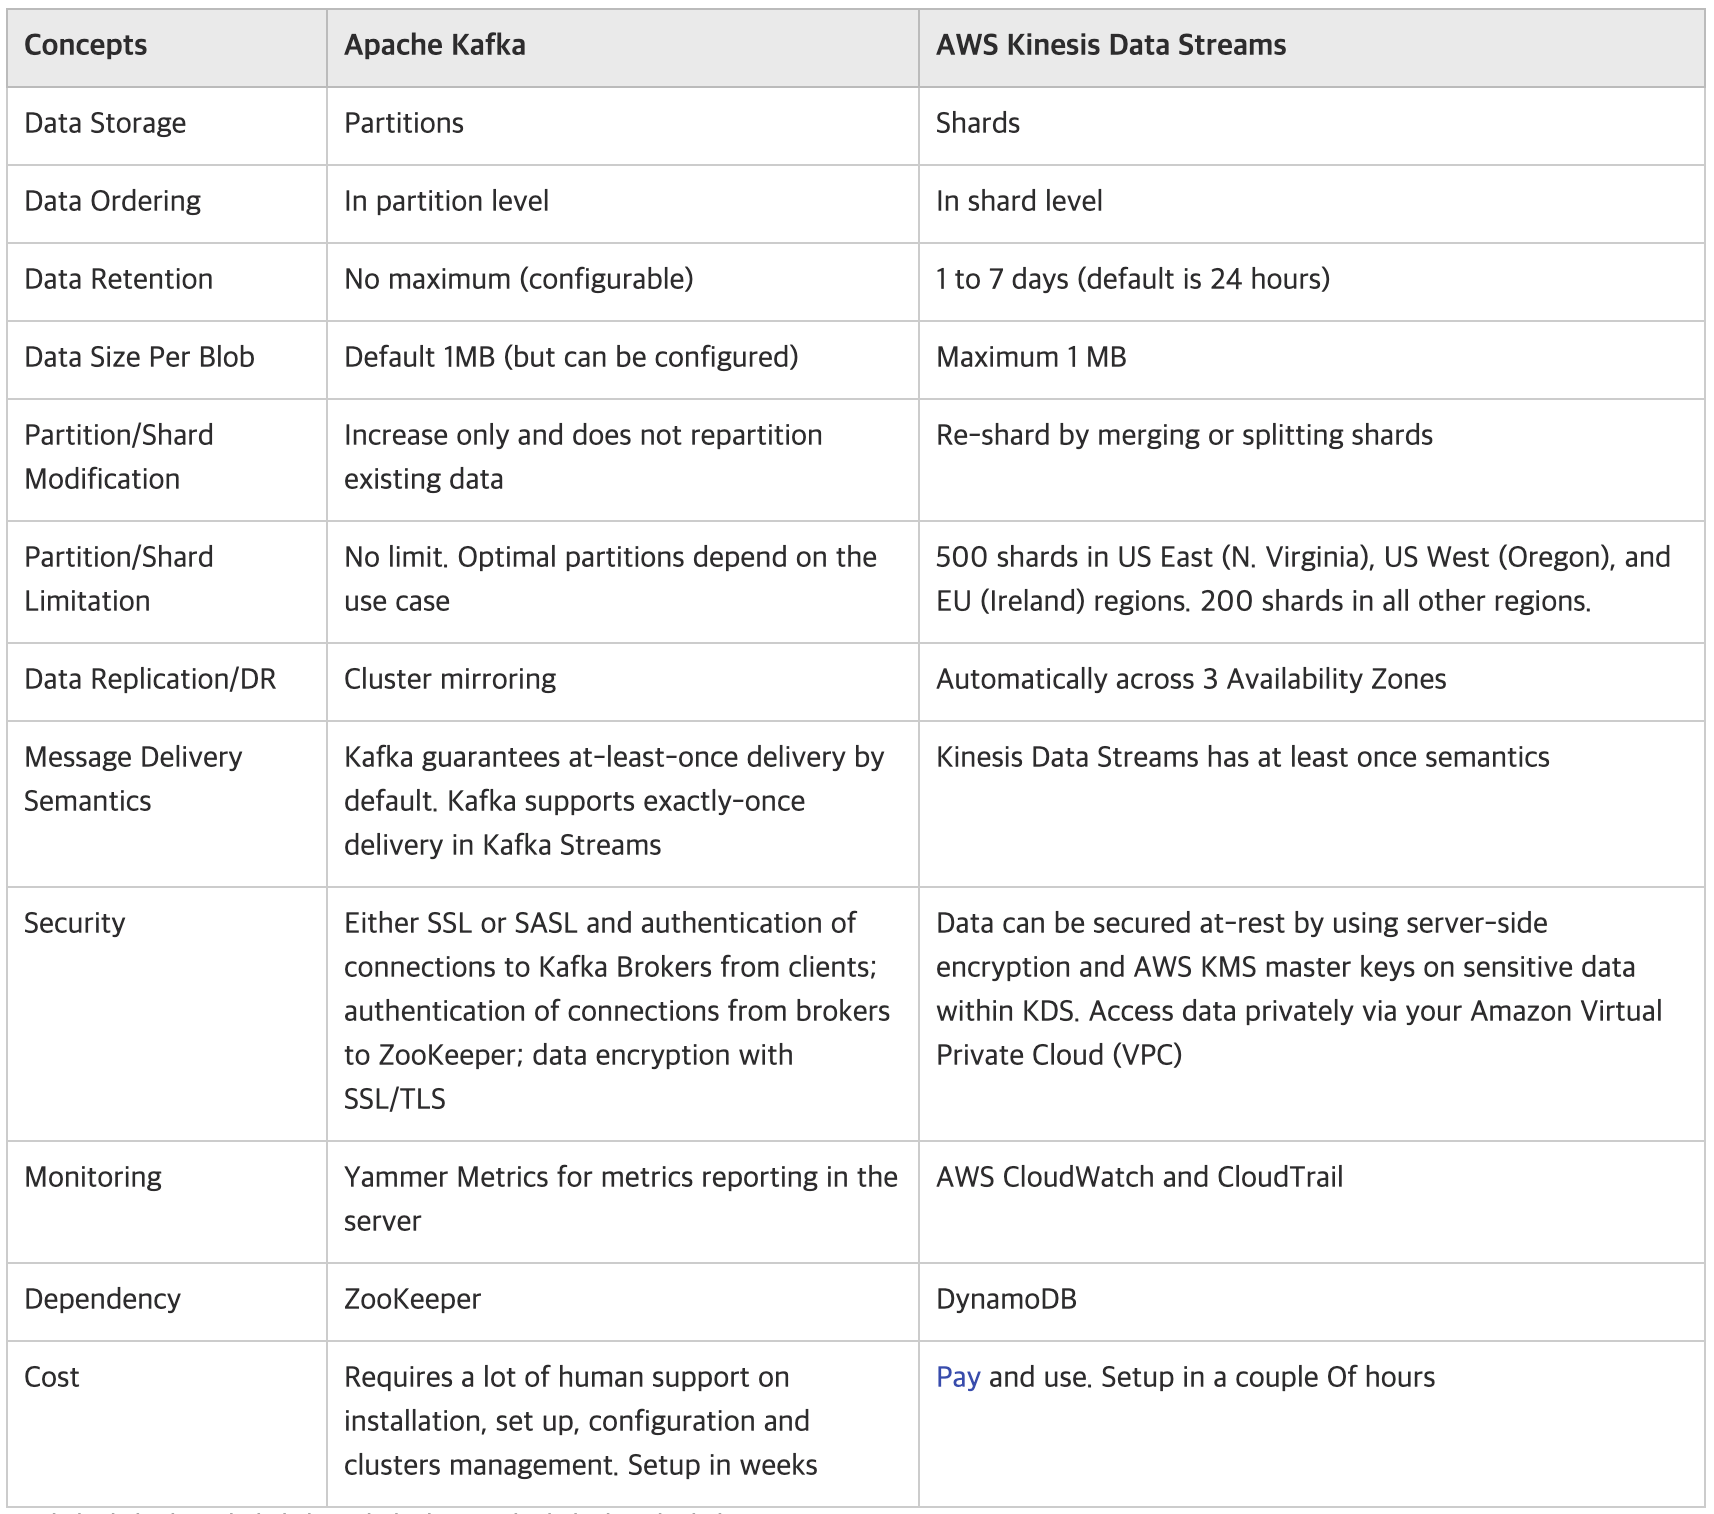 Concepts
Apache Kafka
AWS Kinesis Data Streams
Data Storage
Partitions
Shards
Data Ordering
In partition level
In shard level
Data Retention
No maximum (configurable)
1 to 7 days (default is 24 hours)
Data Size Per Blob
Default 1MB (but can be configured)
Maximum 1 MB
Partition/Shard
Modification
Increase only and does not repartition
existing data
Re-shard by merging or splitting shards
Partition/Shard
Limitation
No limit. Optimal partitions depend on the
use case
500 shards in US East (N. Virginia), US West (Oregon), and
EU (Ireland) regions. 200 shards in all other regions.
Data Replication/DR
Cluster mirroring
Automatically across 3 Availability Zones
Message Delivery
Semantics
Kafka guarantees at-least-once delivery by
default. Kafka supports exactly-once
delivery in Kafka Streams
Kinesis Data Streams has at least once semantics
Security
Either SSL or SASL and authentication of
connections to Kafka Brokers from clients;
authentication of connections from brokers
to ZooKeeper; data encryption with
SSL/TLS
Data can be secured at-rest by using server-side
encryption and AWS KMS master keys on sensitive data
within KDS. Access data privately via your Amazon Virtual
Private Cloud (VPC)
Monitoring
Yammer Metrics for metrics reporting in the
server
AWS CloudWatch and CloudTrail
Dependency
ZooKeeper
DynamoDB
Cost
Requires a lot of human support on
installation, set up, configuration and
clusters management. Setup in weeks
Pay and use. Setup in a couple Of hours